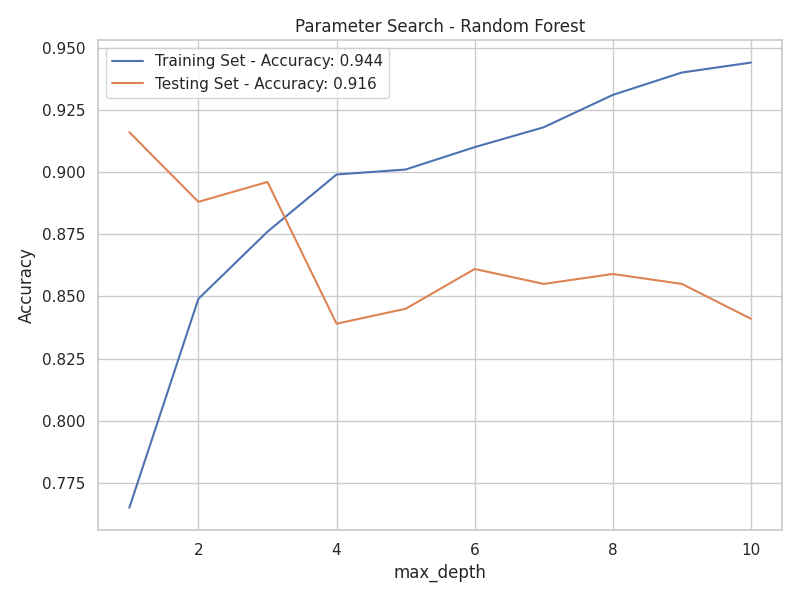 Parameter Search - Random Forest
Training Set - Accuracy: 0.944
Testing Set - Accuracy: 0.916
0.950
0.925
0.900
0.875
0.850
0.825
0.800
0.775
Accuracy
2 4 6 8 10
max_depth